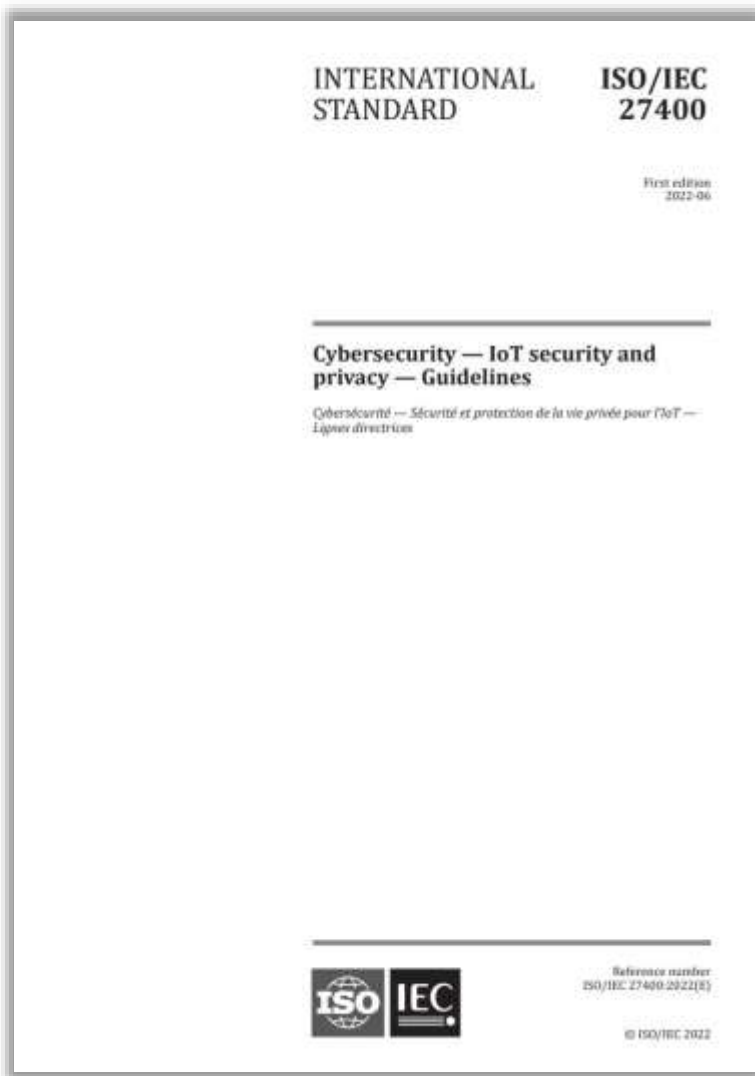 INTERNATIONAL
STANDARD
ISO/IEC
27400
First edition
2022-06
Cybersecurity — IoT security and
privacy — Guidelines
Cybersécurité — Sécurité et protection de la vie privée pour l'IoT —
Lignes directrices
ISO
IEC
Reference number
ISO/IEC 27400:2022(E)
© ISO/IEC 2022